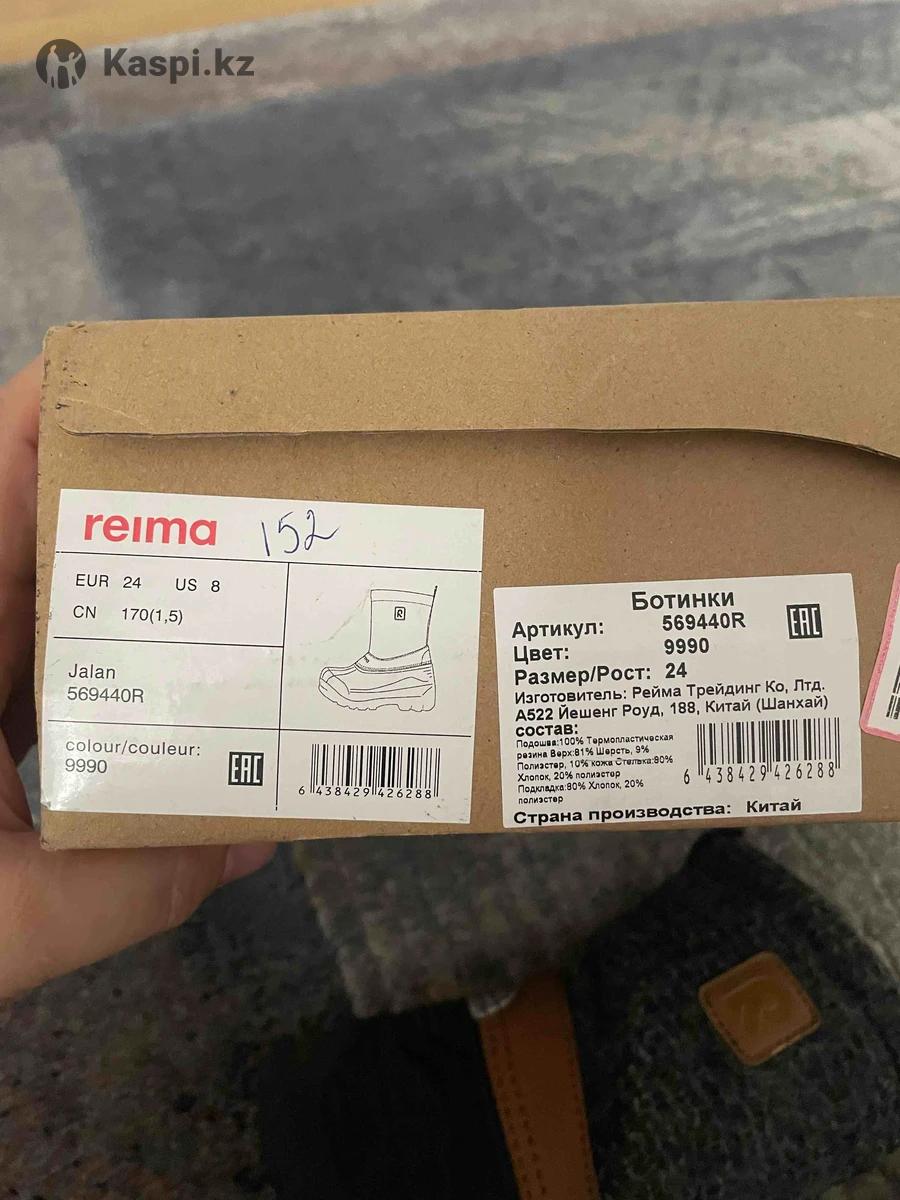 Kaspi.kz
reima 152
EUR 24 US 8
CN 170(1,5)
R
Jalan
569440R
colour/couleur:
9990
EAC
6 438429 426288
Ботинки
Артикул: 569440R
Цвет: 9990
EAC
Размер/Рост: 24
Изготовитель: Рейма Трейдинг Ко, Лтд.
А522 Йешенг Роуд, 188, Китай (Шанхай)
состав:
Подошва:100% Термопластическая
резина Верх:81% Шерсть, 9%
Полиэстер, 10% кожа Стелька:80%
Хлопок, 20% полиэстер
Подкладка:80% Хлопок, 20%
полиэстер
6 438429 426288
Страна производства: Китай